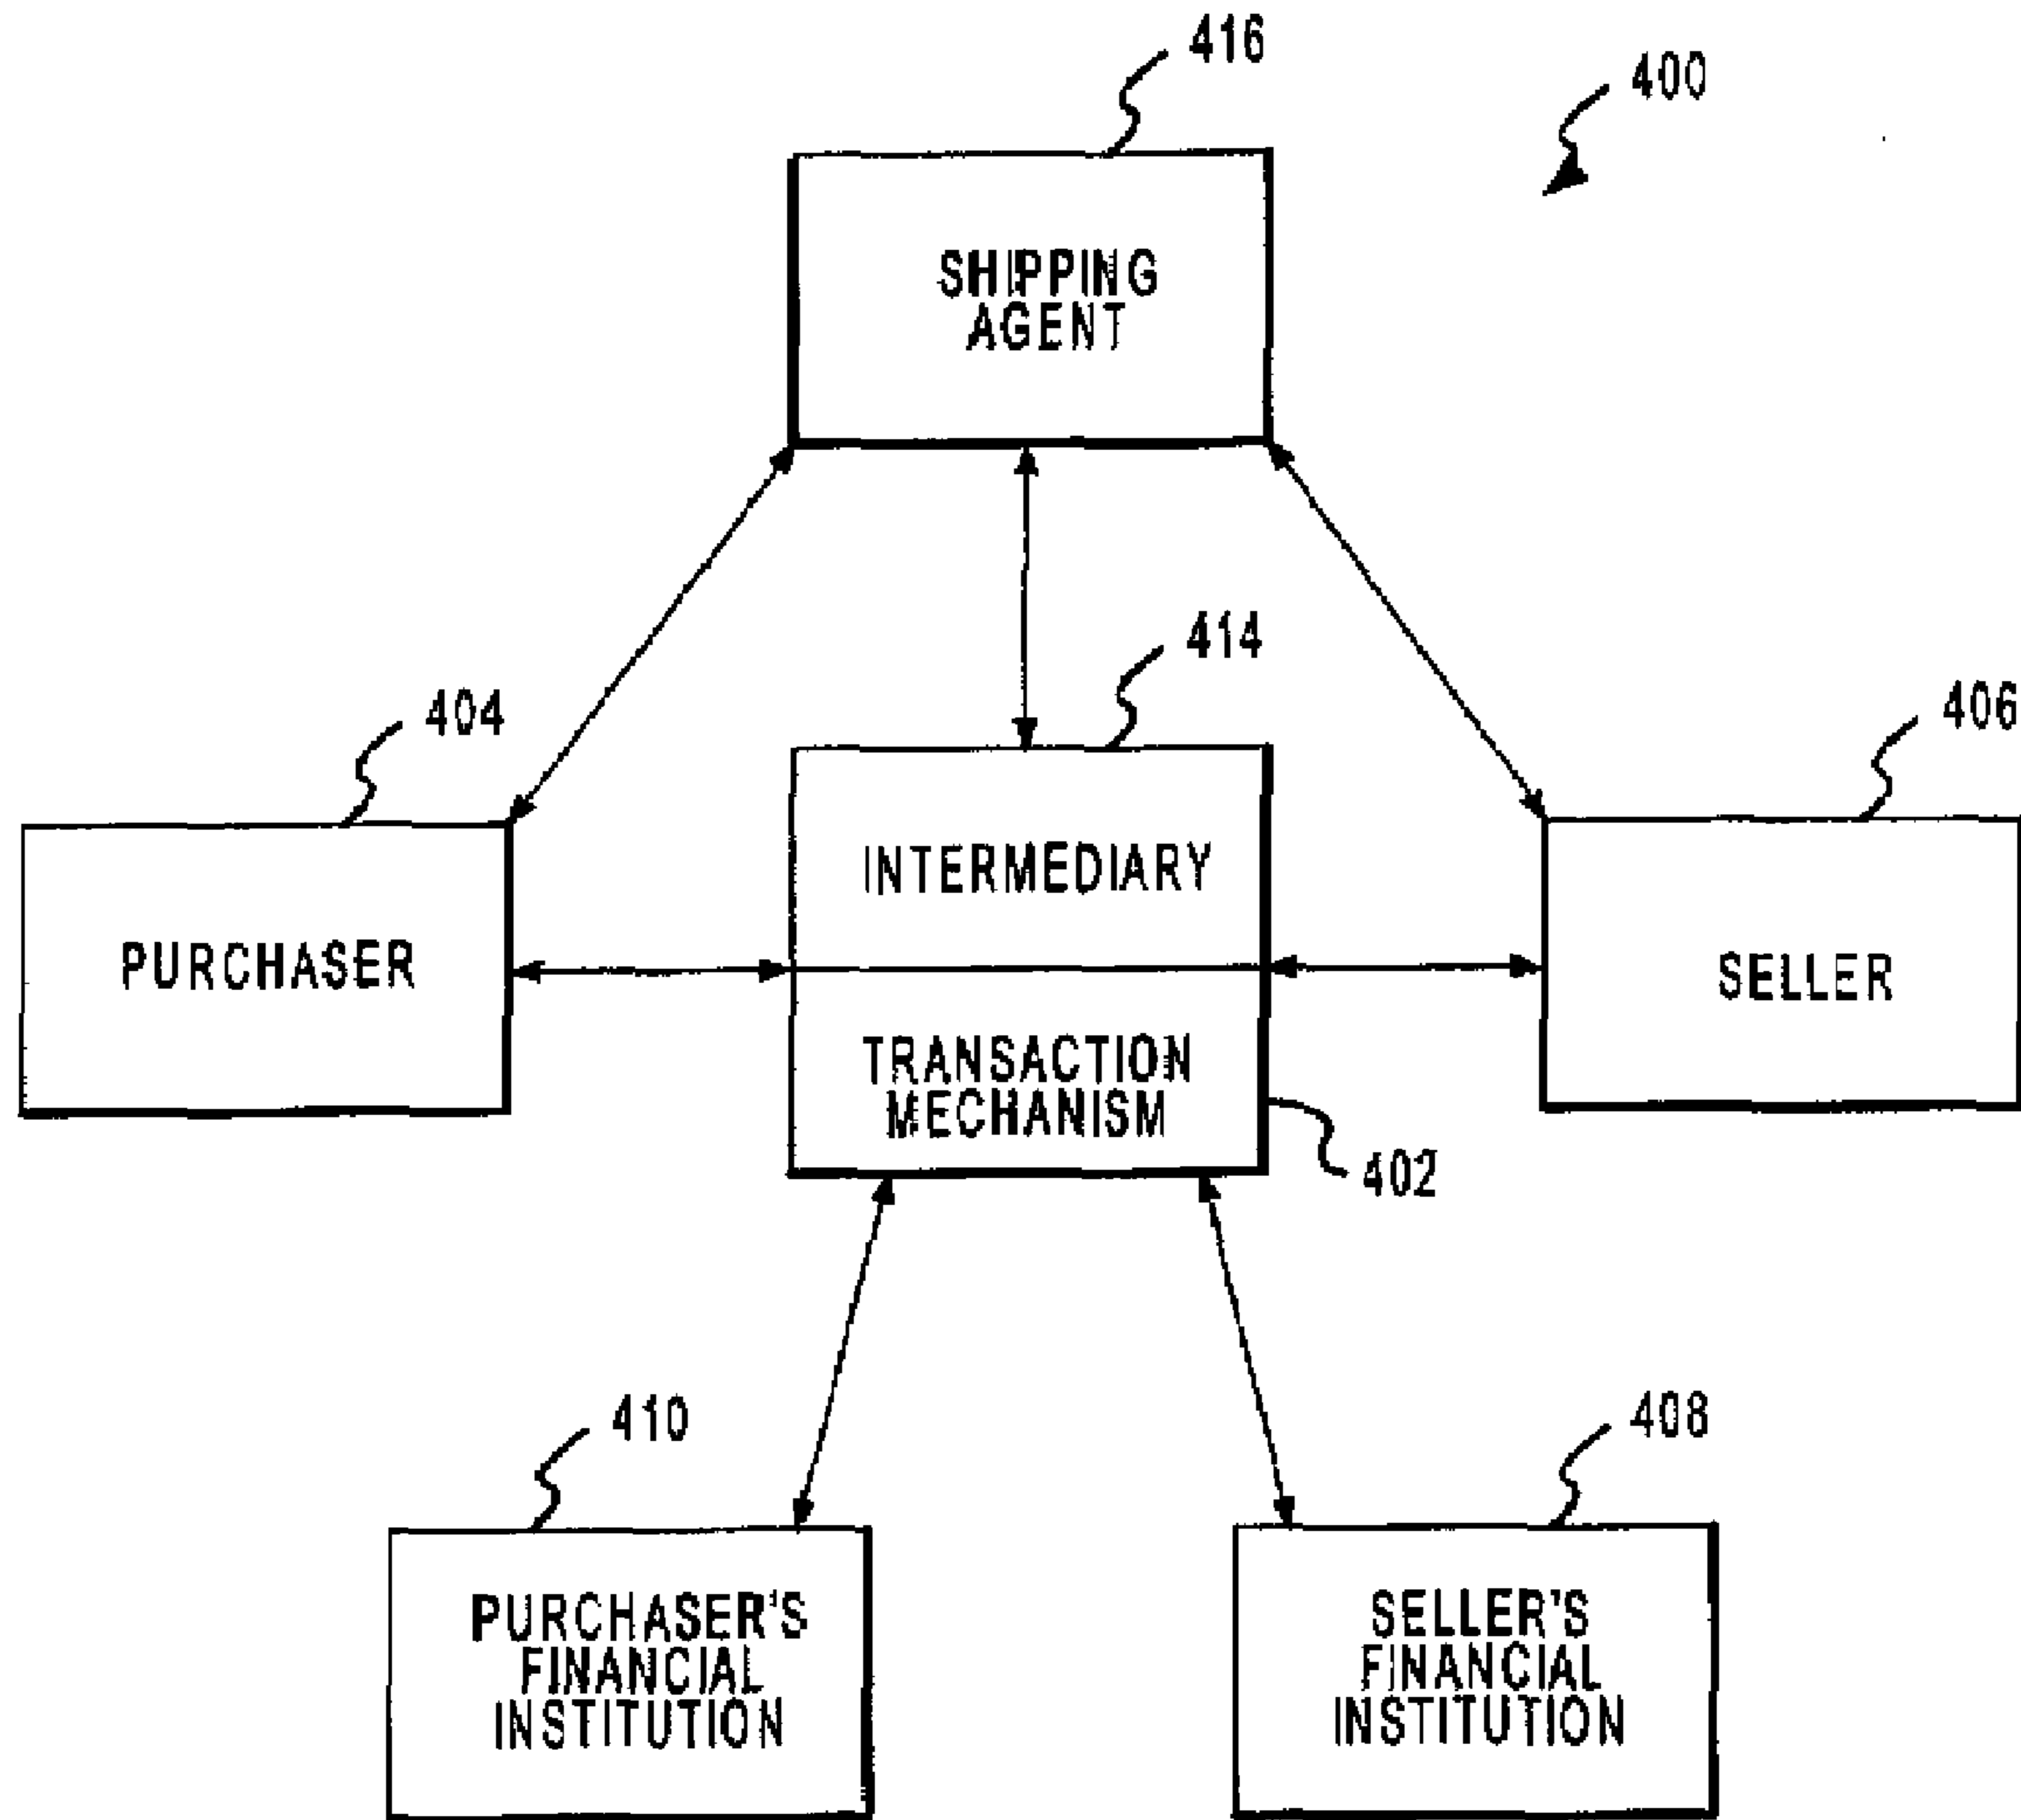 416
400
SHIPPING
AGENT
414
404
406
INTERMEDIARY
PURCHASER
SELLER
TRANSACTION
MECHANISM
402
410
408
PURCHASER'S
FINANCIAL
INSTITUTION
SELLER'S
FINANCIAL
INSTITUTION